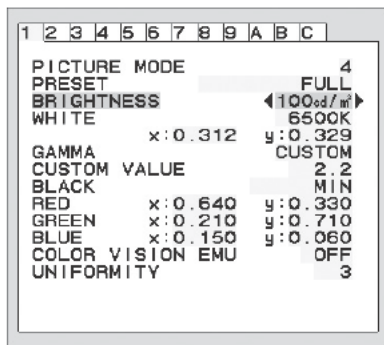 1 2 3 4 5 6 7 8 9 A B C
PICTURE MODE 4
PRESET FULL
BRIGHTNESS ◀100cd/㎡▶
WHITE 6500K
x:0.312 y:0.329
GAMMA CUSTOM
CUSTOM VALUE 2.2
BLACK MIN
RED x:0.640 y:0.330
GREEN x:0.210 y:0.710
BLUE x:0.150 y:0.060
COLOR VISION EMU OFF
UNIFORMITY 3